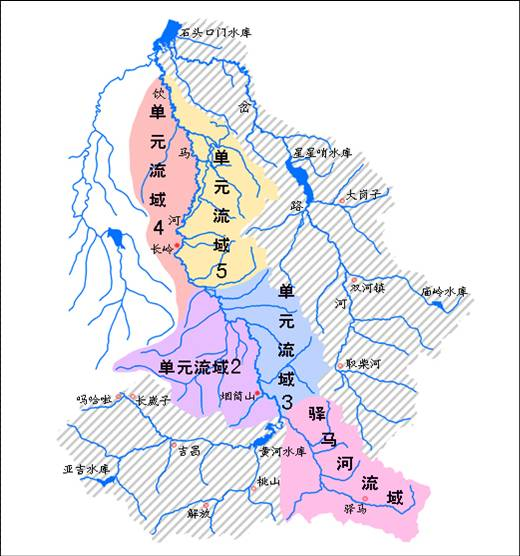 石头口门水库
饮马河
岔路河
单元流域4
单元流域5
星星哨水库
大岗子
长岭
双河镇
庙岭水库
单元流域3
单元流域2
取柴河
烟筒山
吗哈啦
长崴子
驿马河流域
吉昌
黄河水库
亚吉水库
桃山
解放
驿马